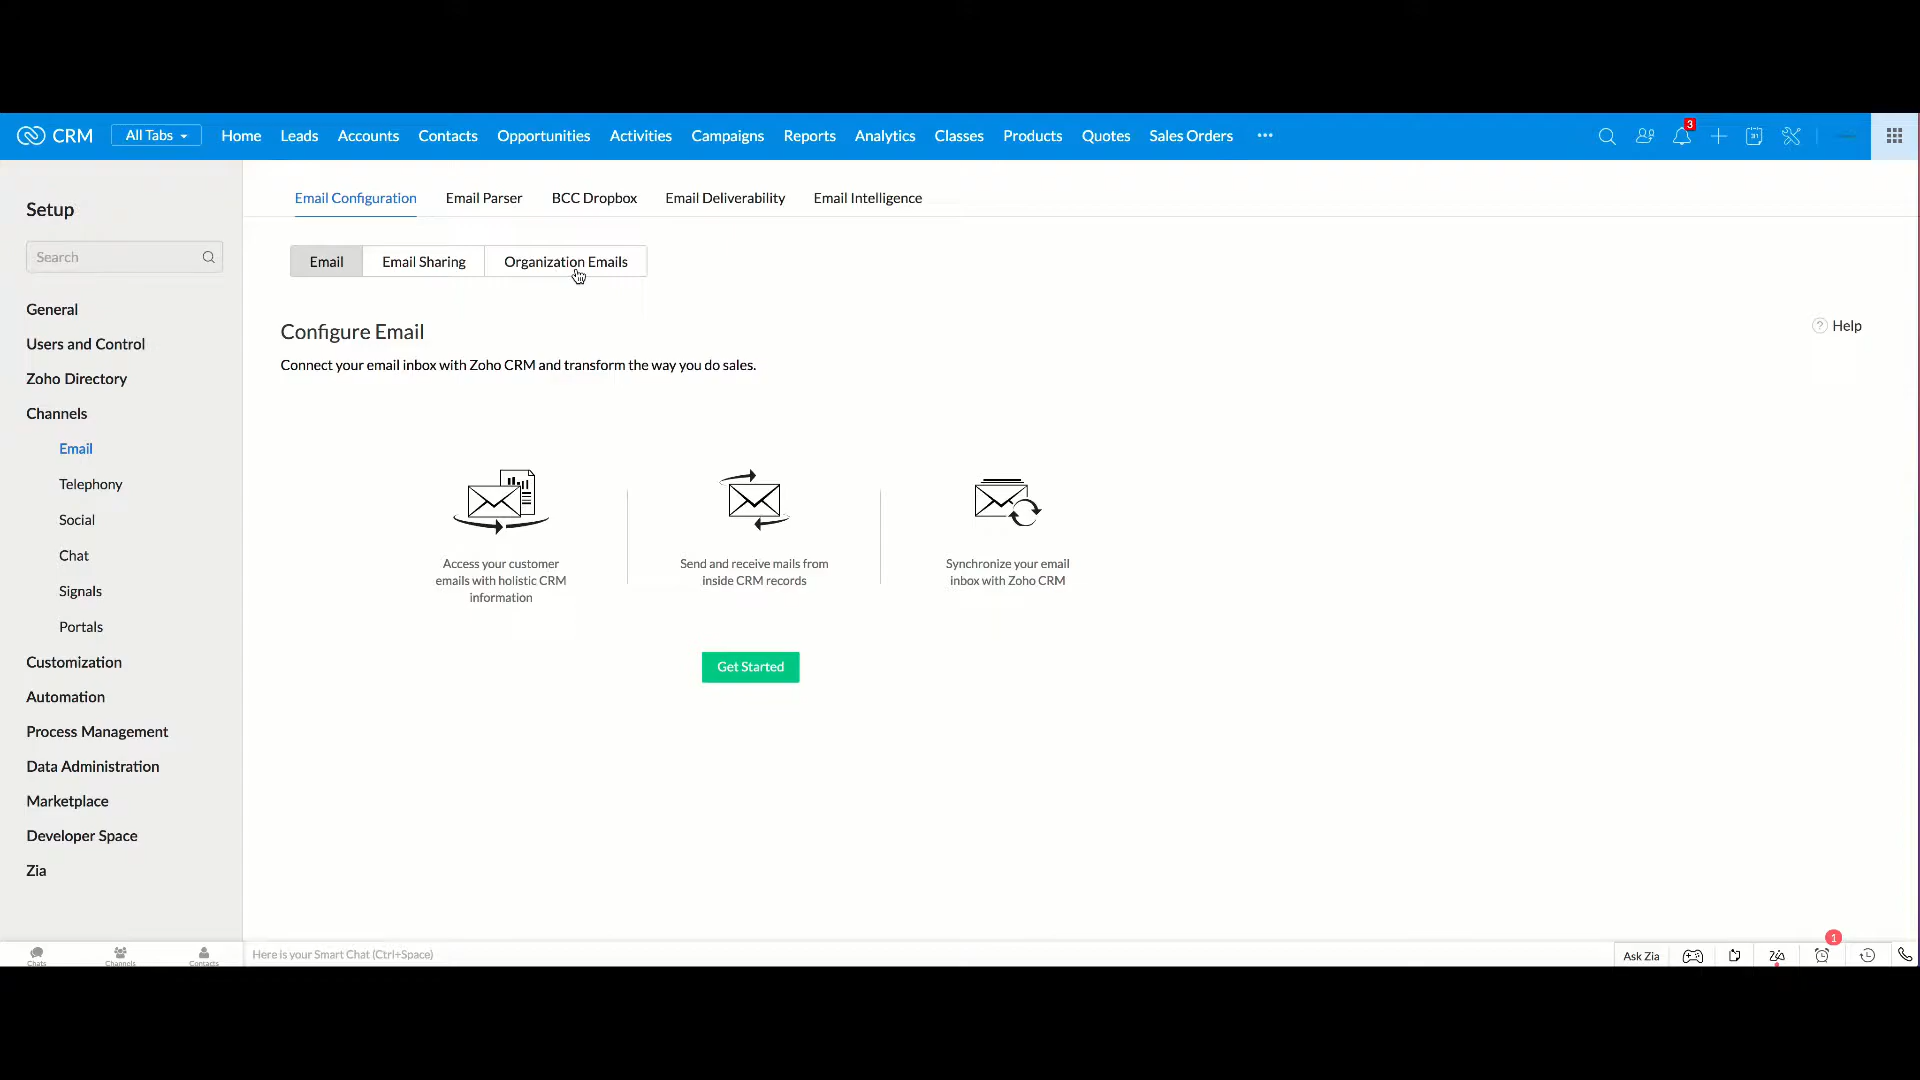 CRM
All Tabs
Home
Leads
Accounts
Contacts
Opportunities
Activities
Campaigns
Reports
Analytics
Classes
Products
Quotes
Sales Orders
•••
3
31
Setup
Search
General
Users and Control
Zoho Directory
Channels
Email
Telephony
Social
Chat
Signals
Portals
Customization
Automation
Process Management
Data Administration
Marketplace
Developer Space
Zia
Email Configuration
Email Parser
BCC Dropbox
Email Deliverability
Email Intelligence
Email
Email Sharing
Organization Emails
Configure Email
? Help
Connect your email inbox with Zoho CRM and transform the way you do sales.
Access your customer
emails with holistic CRM
information
Send and receive mails from
inside CRM records
Synchronize your email
inbox with Zoho CRM
Get Started
Chats
Channels
Contacts
Here is your Smart Chat (Ctrl+Space)
Ask Zia
1